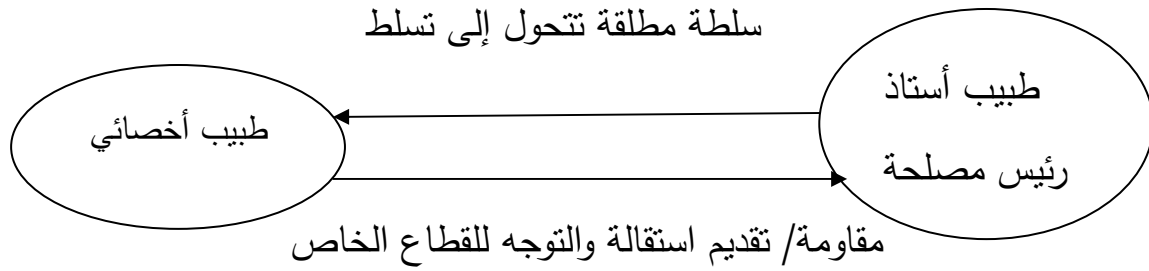 سلطة مطلقة تتحول إلى تسلط
طبيب أستاذ
رئيس مصلحة
طبيب أخصائي
مقاومة/ تقديم استقالة والتوجه للقطاع الخاص